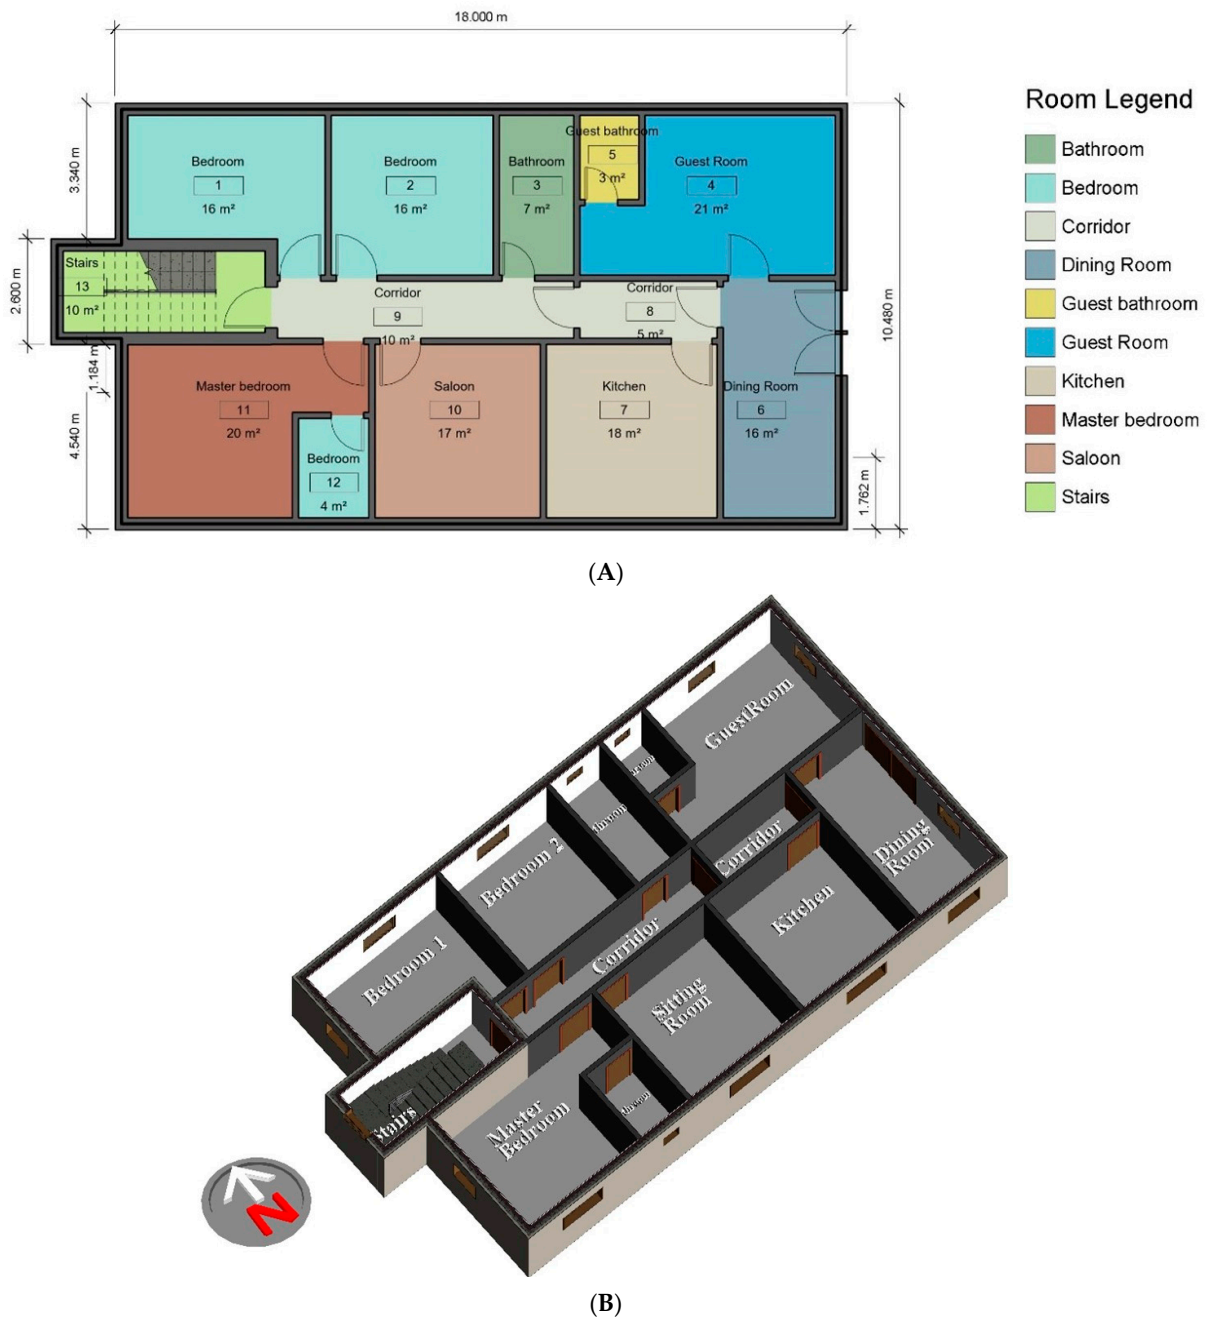 18.000 m
Room Legend
Bathroom
Bedroom
Corridor
Dining Room
Guest bathroom
Guest Room
Kitchen
Master bedroom
Saloon
Stairs
3.340 m
2.600 m
1.184 m
4.540 m
10.480 m
1.762 m
Bedroom
1
16 m²
Bedroom
2
16 m²
Bathroom
3
7 m²
Guest bathroom
5
3 m²
Guest Room
4
21 m²
Stairs
13
10 m²
Corridor
9
10 m²
Corridor
8
5 m²
Master bedroom
11
20 m²
Bedroom
12
4 m²
Saloon
10
17 m²
Kitchen
7
18 m²
Dining Room
6
16 m²
(A)
GuestRoom
Bedroom 2
Bedroom 1
Corridor
Corridor
Dining
Room
Kitchen
Sitting
Room
Stairs
Master
Bedroom
N
(B)